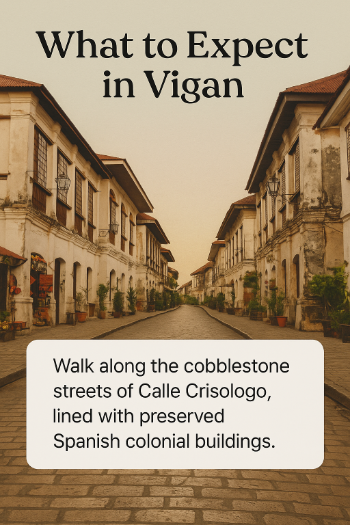 What to Expect
in Vigan
Walk along the cobblestone
streets of Calle Crisologo,
lined with preserved
Spanish colonial buildings.